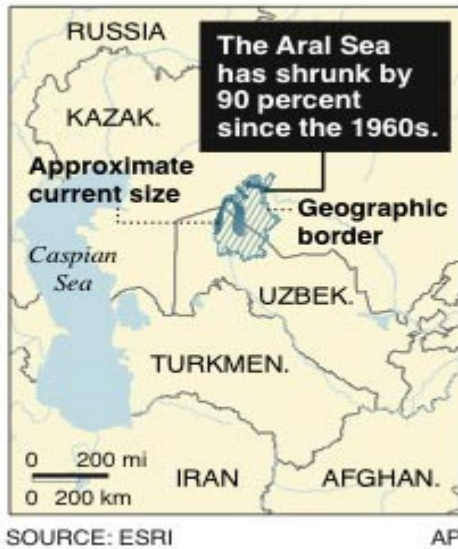 RUSSIA
The Aral Sea
has shrunk by
90 percent
since the 1960s.
KAZAK.
Approximate
current size
Geographic
border
Caspian
Sea
UZBEK.
TURKMEN.
0 200 mi
0 200 km
IRAN
AFGHAN.
SOURCE: ESRI
AP